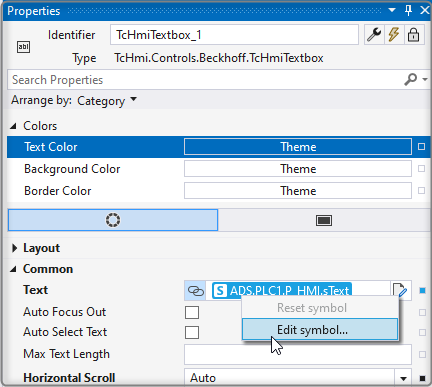 Properties
Identifier TcHmiTextbox_1
abl
Type TcHmi.Controls.Beckhoff.TcHmiTextbox
Search Properties
Arrange by: Category
Colors
Text Color Theme
Background Color Theme
Border Color Theme
Layout
Common
Text S ADS.PLC1.P_HMI.sText
Reset symbol
Auto Focus Out
Edit symbol...
Auto Select Text
Max Text Length
Horizontal Scroll Auto